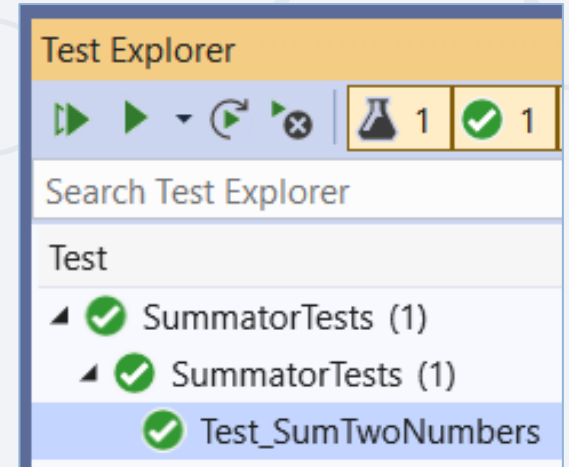 Test Explorer
1 1
Search Test Explorer
Test
SummatorTests (1)
SummatorTests (1)
Test_SumTwoNumbers